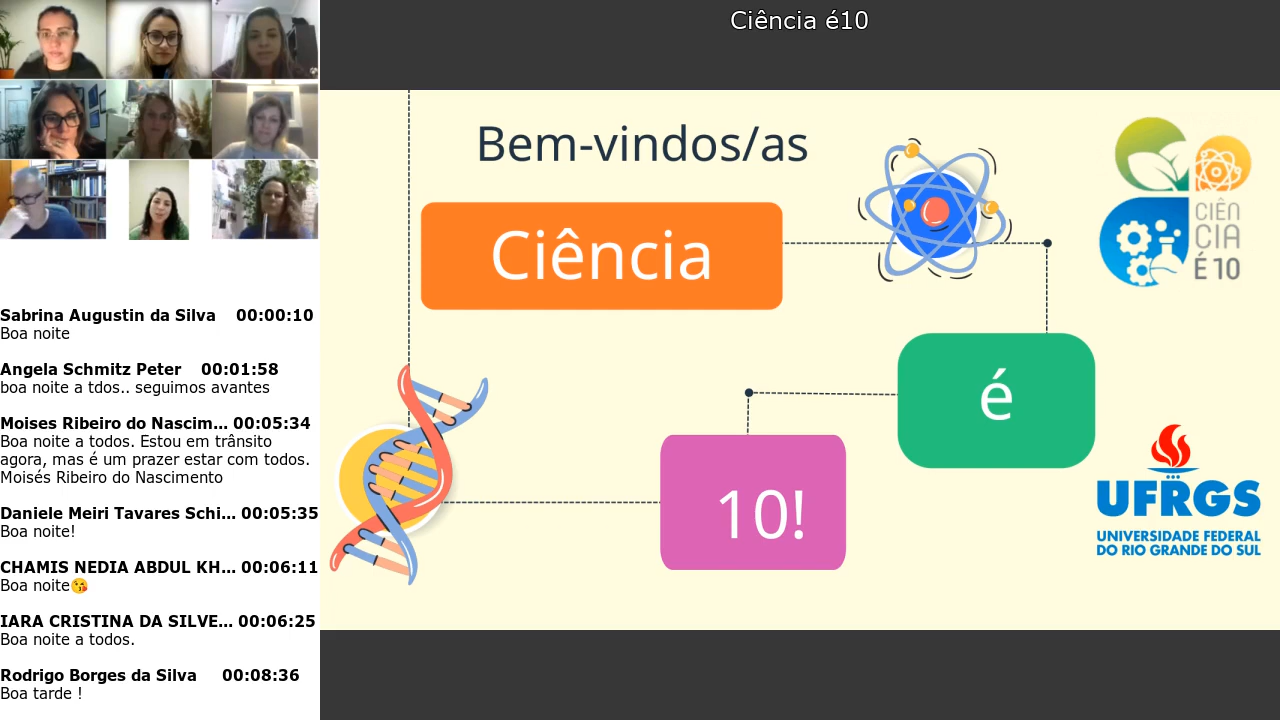 Ciência é10
Bem-vindos/as
Ciência
é
10!
CIÊN
CIA
É 10
UFRGS
UNIVERSIDADE FEDERAL
DO RIO GRANDE DO SUL
Sabrina Augustin da Silva 00:00:10
Boa noite
Angela Schmitz Peter 00:01:58
boa noite a tdos.. seguimos avantes
Moises Ribeiro do Nascim... 00:05:34
Boa noite a todos. Estou em trânsito
agora, mas é um prazer estar com todos.
Moisés Ribeiro do Nascimento
Daniele Meiri Tavares Schi... 00:05:35
Boa noite!
CHAMIS NEDIA ABDUL KH... 00:06:11
Boa noite😘
IARA CRISTINA DA SILVE... 00:06:25
Boa noite a todos.
Rodrigo Borges da Silva 00:08:36
Boa tarde !